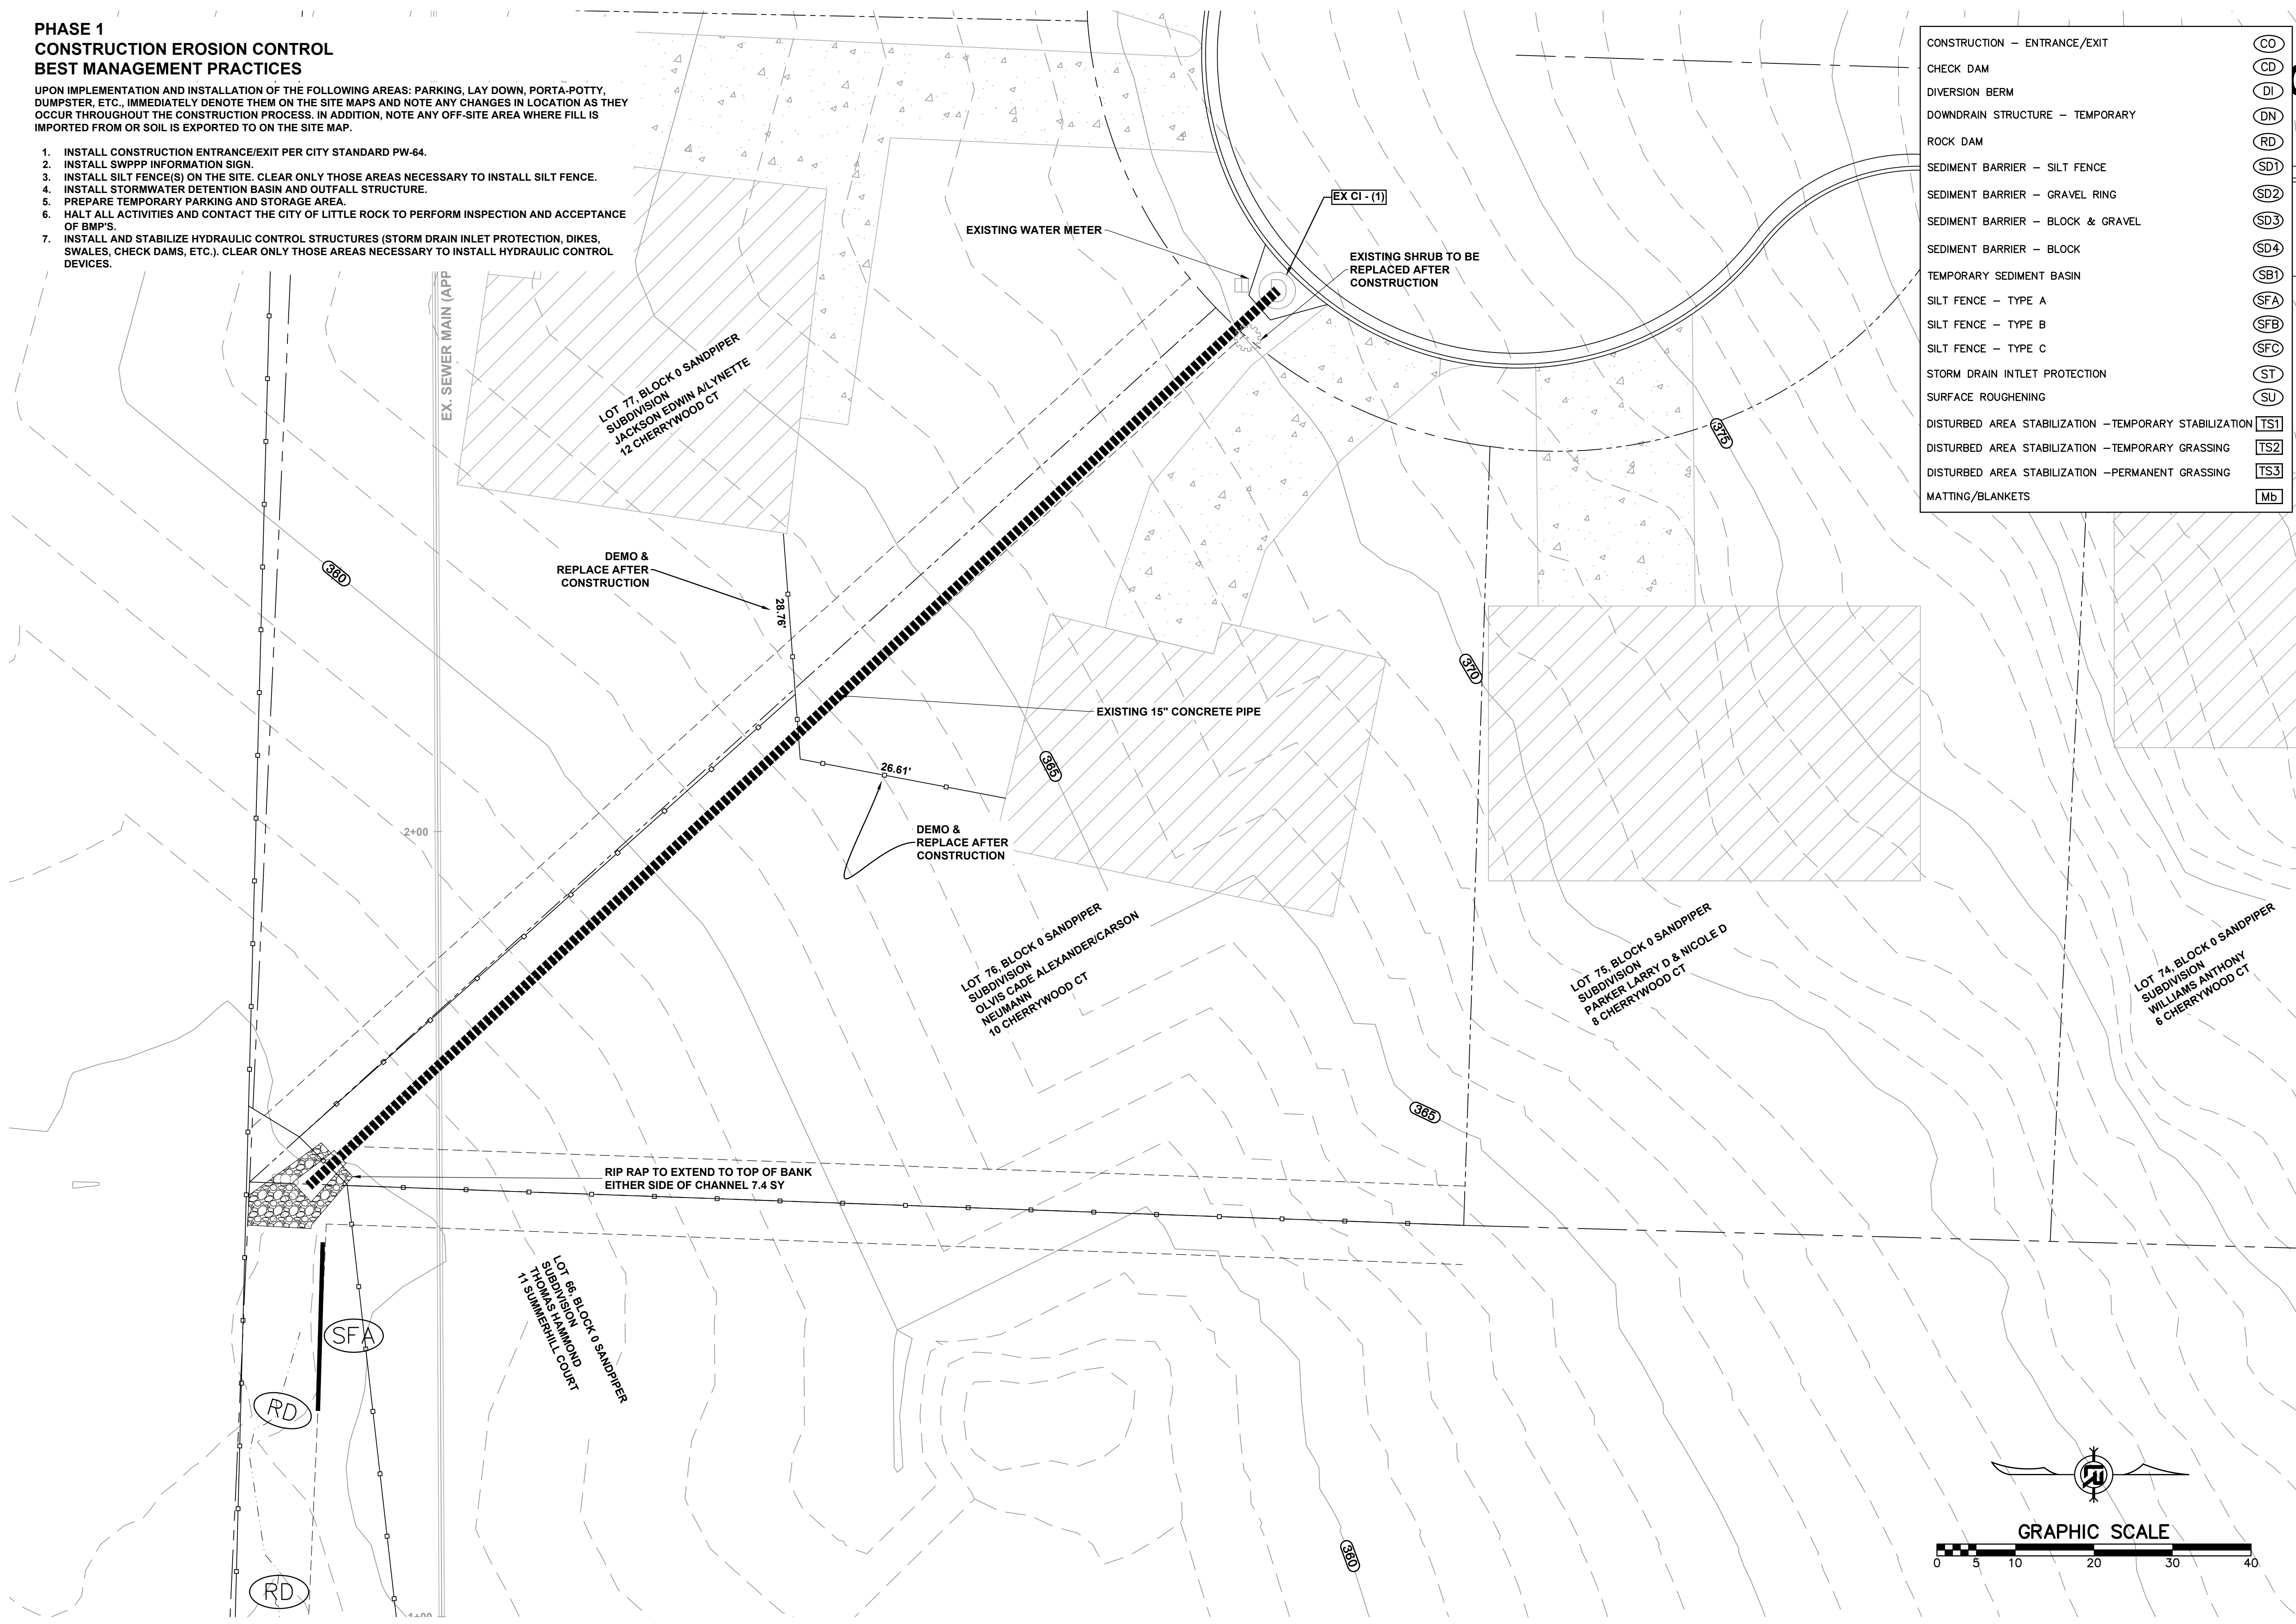 PHASE 1
CONSTRUCTION EROSION CONTROL
BEST MANAGEMENT PRACTICES
UPON IMPLEMENTATION AND INSTALLATION OF THE FOLLOWING AREAS: PARKING, LAY DOWN, PORTA-POTTY,
DUMPSTER, ETC., IMMEDIATELY DENOTE THEM ON THE SITE MAPS AND NOTE ANY CHANGES IN LOCATION AS THEY
OCCUR THROUGHOUT THE CONSTRUCTION PROCESS. IN ADDITION, NOTE ANY OFF-SITE AREA WHERE FILL IS
IMPORTED FROM OR SOIL IS EXPORTED TO ON THE SITE MAP.
1. INSTALL CONSTRUCTION ENTRANCE/EXIT PER CITY STANDARD PW-64.
2. INSTALL SWPPP INFORMATION SIGN.
3. INSTALL SILT FENCE(S) ON THE SITE. CLEAR ONLY THOSE AREAS NECESSARY TO INSTALL SILT FENCE.
4. INSTALL STORMWATER DETENTION BASIN AND OUTFALL STRUCTURE.
5. PREPARE TEMPORARY PARKING AND STORAGE AREA.
6. HALT ALL ACTIVITIES AND CONTACT THE CITY OF LITTLE ROCK TO PERFORM INSPECTION AND ACCEPTANCE
OF BMP'S.
7. INSTALL AND STABILIZE HYDRAULIC CONTROL STRUCTURES (STORM DRAIN INLET PROTECTION, DIKES,
SWALES, CHECK DAMS, ETC.). CLEAR ONLY THOSE AREAS NECESSARY TO INSTALL HYDRAULIC CONTROL
DEVICES.
CONSTRUCTION – ENTRANCE/EXIT CO
CHECK DAM CD
DIVERSION BERM DI
DOWNDRAIN STRUCTURE – TEMPORARY DN
ROCK DAM RD
SEDIMENT BARRIER – SILT FENCE SD1
SEDIMENT BARRIER – GRAVEL RING SD2
SEDIMENT BARRIER – BLOCK & GRAVEL SD3
SEDIMENT BARRIER – BLOCK SD4
TEMPORARY SEDIMENT BASIN SB1
SILT FENCE – TYPE A SFA
SILT FENCE – TYPE B SFB
SILT FENCE – TYPE C SFC
STORM DRAIN INTLET PROTECTION ST
SURFACE ROUGHENING SU
DISTURBED AREA STABILIZATION –TEMPORARY STABILIZATION TS1
DISTURBED AREA STABILIZATION –TEMPORARY GRASSING TS2
DISTURBED AREA STABILIZATION –PERMANENT GRASSING TS3
MATTING/BLANKETS Mb
EX CI - (1)
EXISTING WATER METER
EXISTING SHRUB TO BE
REPLACED AFTER
CONSTRUCTION
EX. SEWER MAIN (APP
LOT 77, BLOCK 0 SANDPIPER
SUBDIVISION
JACKSON EDWIN A/LYNETTE
12 CHERRYWOOD CT
375
360
DEMO &
REPLACE AFTER
CONSTRUCTION
28.76'
370
EXISTING 15" CONCRETE PIPE
365
26.61'
2+00
DEMO &
REPLACE AFTER
CONSTRUCTION
LOT 76, BLOCK 0 SANDPIPER
SUBDIVISION
OLVIS CADE ALEXANDER/CARSON
NEUMANN
10 CHERRYWOOD CT
LOT 75, BLOCK 0 SANDPIPER
SUBDIVISION
PARKER LARRY D & NICOLE D
8 CHERRYWOOD CT
LOT 74, BLOCK 0 SANDPIPER
SUBDIVISION
WILLIAMS ANTHONY
6 CHERRYWOOD CT
365
RIP RAP TO EXTEND TO TOP OF BANK
EITHER SIDE OF CHANNEL 7.4 SY
LOT 66, BLOCK 0 SANDPIPER
SUBDIVISION
THOMAS HAMMOND
11 SUMMERHILL COURT
SFA
RD
360
RD
1+00
GRAPHIC SCALE
0 5 10 20 30 40